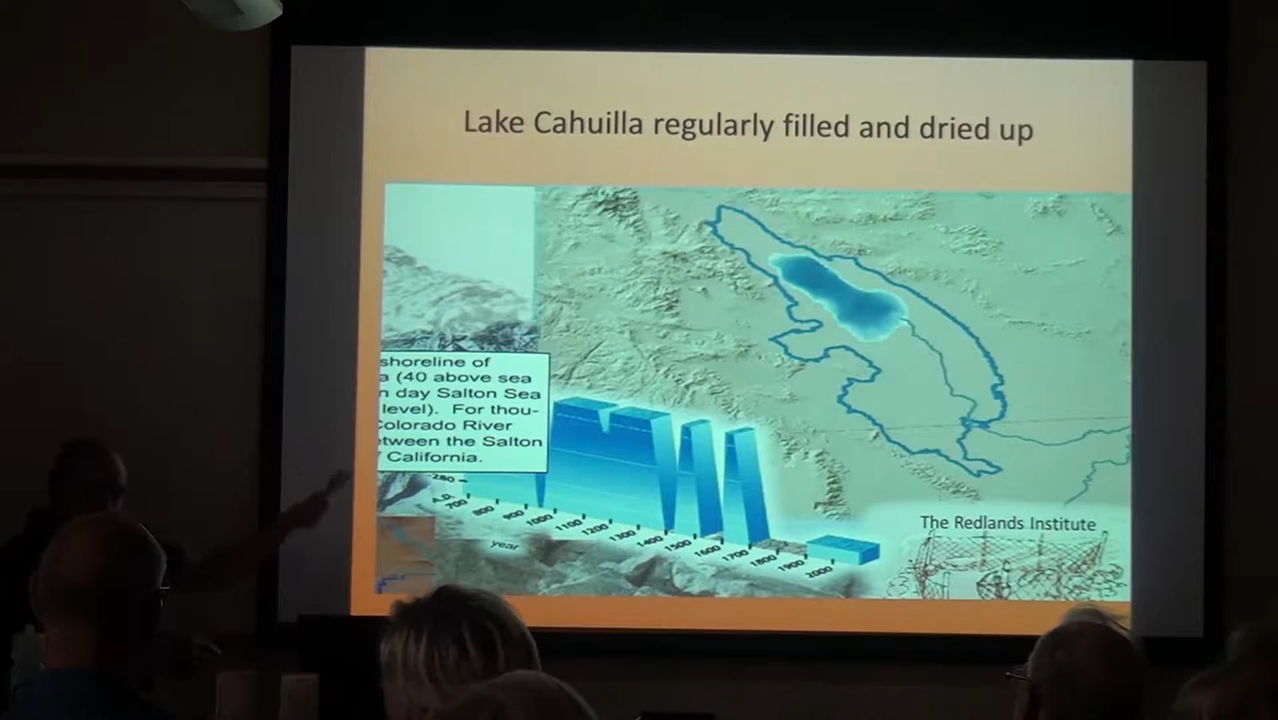 Lake Cahuilla regularly filled and dried up
shoreline of
a (40 above sea
n day Salton Sea
level). For thou-
Colorado River
etween the Salton
California.
-280
A.D.
700 800 900 1000 1100 1200 1300 1400 1500 1600 1700 1800 1900 2000
year
The Redlands Institute